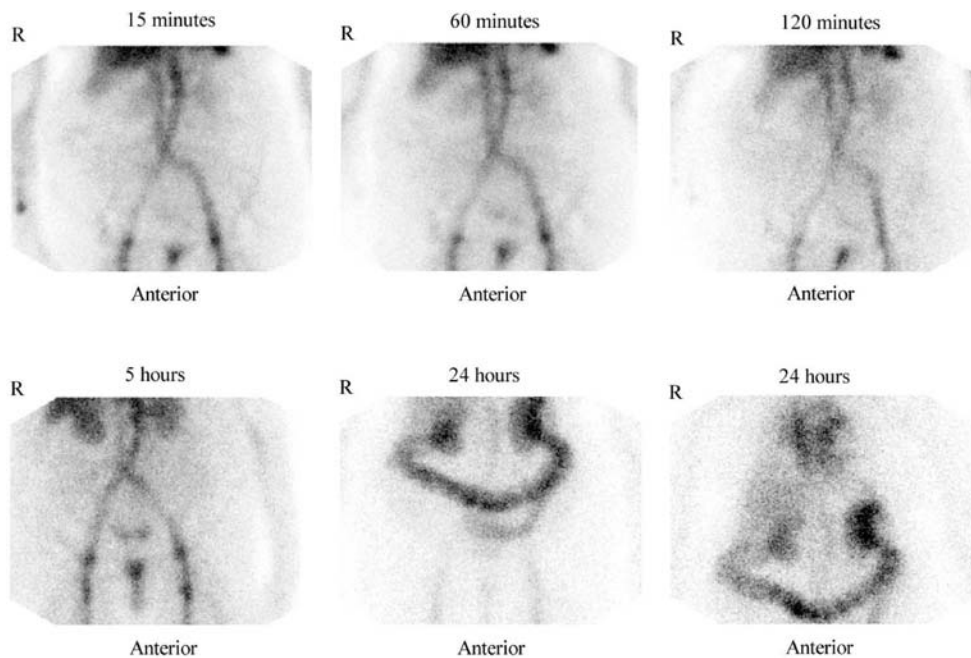 15 minutes
60 minutes
120 minutes
R
R
R
Anterior
Anterior
Anterior
5 hours
24 hours
24 hours
R
R
R
Anterior
Anterior
Anterior